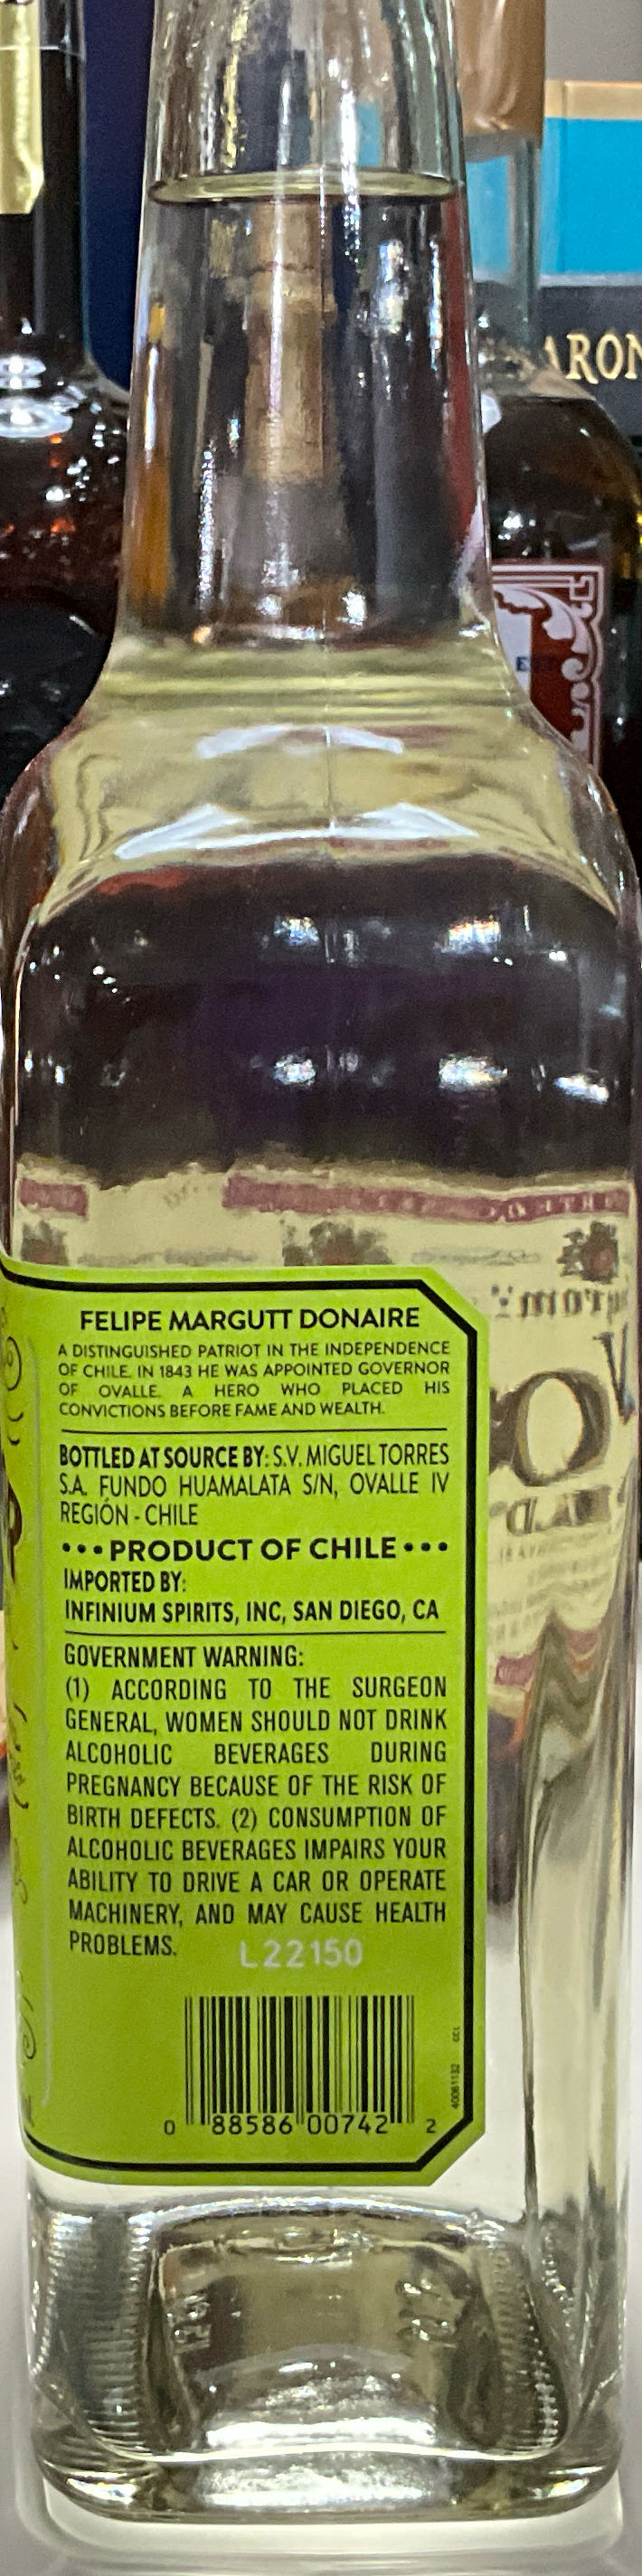 ARON
FELIPE MARGUTT DONAIRE
A DISTINGUISHED PATRIOT IN THE INDEPENDENCE
OF CHILE. IN 1843 HE WAS APPOINTED GOVERNOR
OF OVALLE. A HERO WHO PLACED HIS
CONVICTIONS BEFORE FAME AND WEALTH.
BOTTLED AT SOURCE BY: S.V. MIGUEL TORRES
S.A. FUNDO HUAMALATA S/N, OVALLE IV
REGIÓN - CHILE
•••PRODUCT OF CHILE•••
IMPORTED BY:
INFINIUM SPIRITS, INC, SAN DIEGO, CA
GOVERNMENT WARNING:
(1) ACCORDING TO THE SURGEON
GENERAL, WOMEN SHOULD NOT DRINK
ALCOHOLIC BEVERAGES DURING
PREGNANCY BECAUSE OF THE RISK OF
BIRTH DEFECTS. (2) CONSUMPTION OF
ALCOHOLIC BEVERAGES IMPAIRS YOUR
ABILITY TO DRIVE A CAR OR OPERATE
MACHINERY, AND MAY CAUSE HEALTH
PROBLEMS.
L22150
0 88586 00742 2